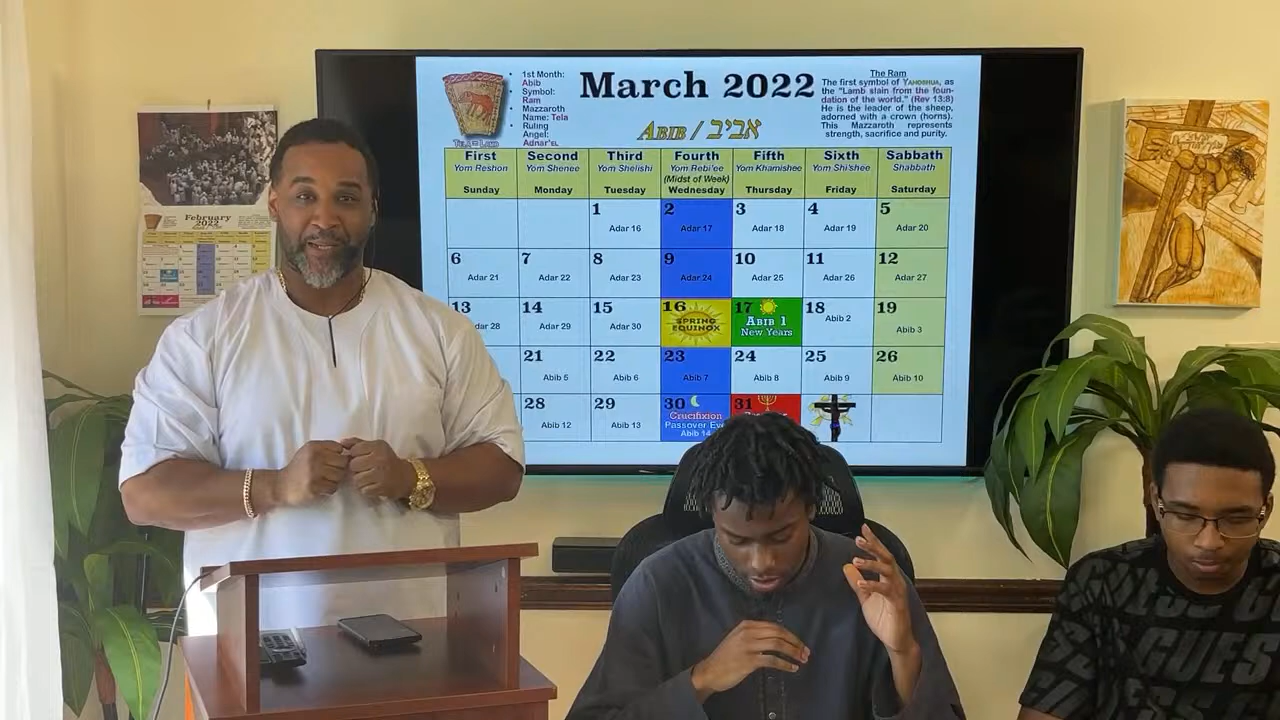 1st Month:
Abib
Symbol:
Ram
Mazzaroth
Name: Tela
Ruling
Angel:
Adnar'el
March 2022
ABIB / אביב
The Ram
The first symbol of YAHOSHUA, as
the "Lamb slain from the foun-
dation of the world." (Rev 13:8)
He is the leader of the sheep,
adorned with a crown (horns).
This Mazzaroth represents
strength, sacrifice and purity.
First Second Third Fourth Fifth Sixth Sabbath
Yom Reshon Yom Shenee Yom Shelishi Yom Rebi'ee Yom Khamishee Yom Shi'shee Shabbath
(Midst of Week)
Sunday Monday Tuesday Wednesday Thursday Friday Saturday
1 2 3 4 5
Adar 16 Adar 17 Adar 18 Adar 19 Adar 20
6 7 8 9 10 11 12
Adar 21 Adar 22 Adar 23 Adar 24 Adar 25 Adar 26 Adar 27
13 14 15 16 17 18 19
dar 28 Adar 29 Adar 30 SPRING EQUINOX ABIB 1 New Years Abib 2 Abib 3
21 22 23 24 25 26
Abib 5 Abib 6 Abib 7 Abib 8 Abib 9 Abib 10
28 29 30 31
Abib 12 Abib 13 Crucifixion
Passover Eve
Abib 14
February
2022
GUES